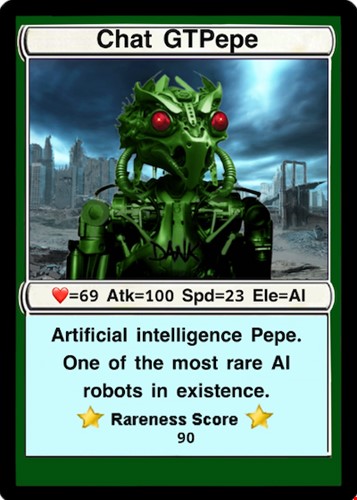 Chat GTPepe
DANK
❤️=69 Atk=100 Spd=23 Ele=AI
Artificial intelligence Pepe.
One of the most rare AI
robots in existence.
⭐ Rareness Score ⭐
90